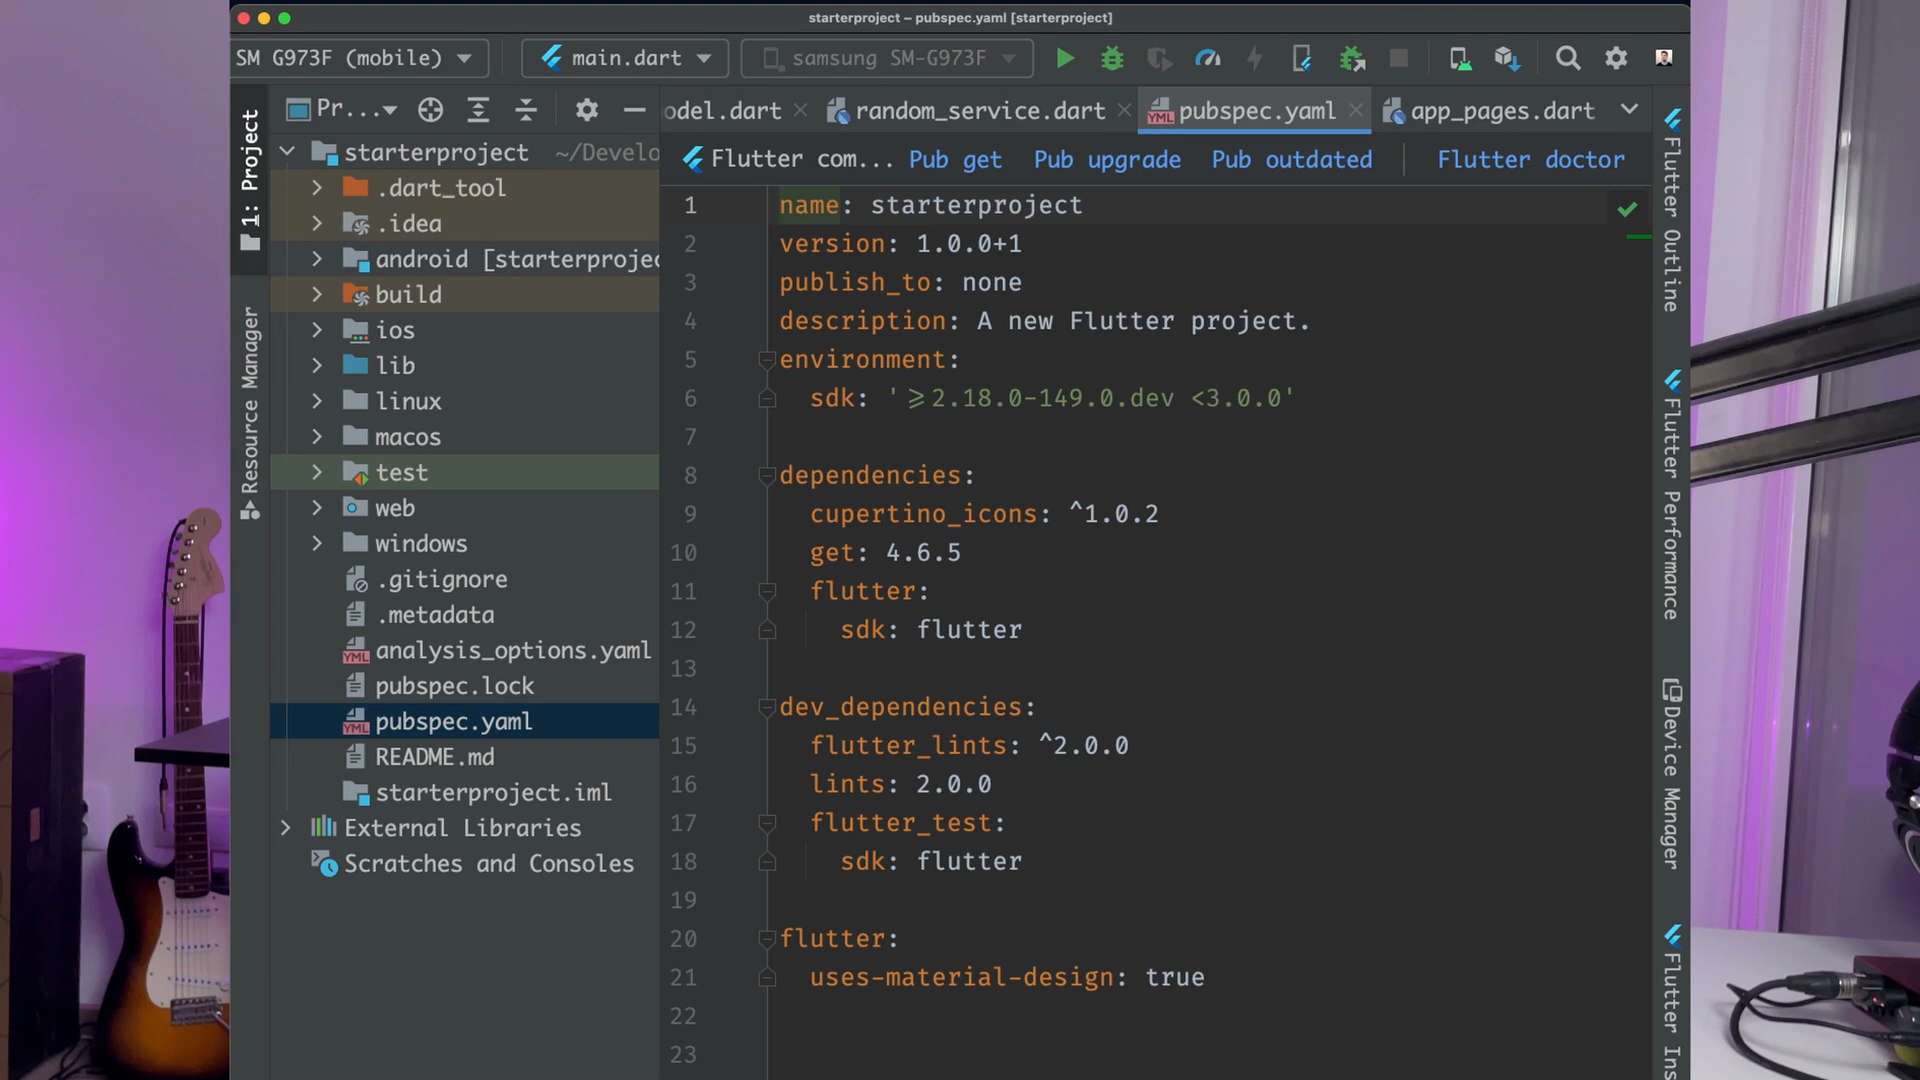 starterproject – pubspec.yaml [starterproject]
SM G973F (mobile)
main.dart
samsung SM-G973F
1: Project
Resource Manager
Pr...
odel.dart
random_service.dart
YML
pubspec.yaml
app_pages.dart
Flutter com...
Pub get
Pub upgrade
Pub outdated
Flutter doctor
starterproject ~/Develo
.dart_tool
.idea
android [starterprojec
build
ios
lib
linux
macos
test
web
windows
.gitignore
.metadata
YML analysis_options.yaml
pubspec.lock
YML pubspec.yaml
README.md
starterproject.iml
External Libraries
Scratches and Consoles
1 name: starterproject
2 version: 1.0.0+1
3 publish_to: none
4 description: A new Flutter project.
5 environment:
6 sdk: '≥2.18.0-149.0.dev <3.0.0'
7
8 dependencies:
9 cupertino_icons: ^1.0.2
10 get: 4.6.5
11 flutter:
12 sdk: flutter
13
14 dev_dependencies:
15 flutter_lints: ^2.0.0
16 lints: 2.0.0
17 flutter_test:
18 sdk: flutter
19
20 flutter:
21 uses-material-design: true
22
23
Flutter Outline
Flutter Performance
Device Manager
Flutter Ins